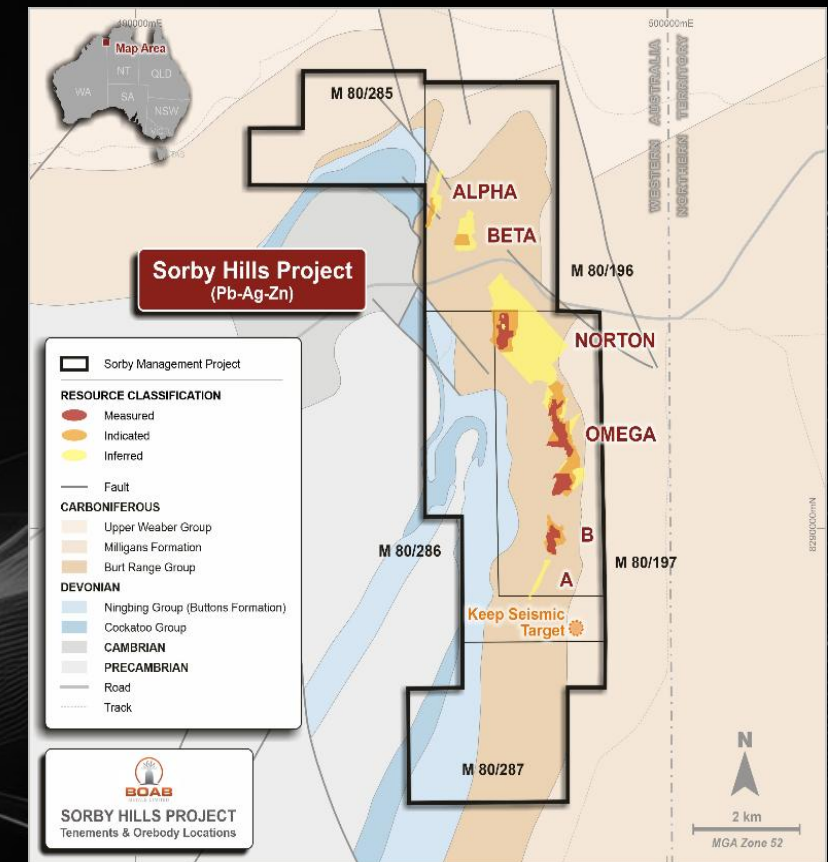 480000mE
500000mE
Map Area
NT
QLD
WA
SA
NSW
WESTERN AUSTRALIA
NORTHERN TERRITORY
M 80/285
ALPHA
BETA
Sorby Hills Project
(Pb-Ag-Zn)
M 80/196
NORTON
OMEGA
Sorby Management Project
RESOURCE CLASSIFICATION
Measured
Indicated
Inferred
Fault
CARBONIFEROUS
Upper Weaber Group
Milligans Formation
Burt Range Group
DEVONIAN
Ningbing Group (Buttons Formation)
Cockatoo Group
CAMBRIAN
PRECAMBRIAN
Road
Track
8290000mN
B
M 80/286
M 80/197
A
Keep Seismic
Target
M 80/287
N
2 km
MGA Zone 52
BOAB
SORBY HILLS PROJECT
Tenements & Orebody Locations